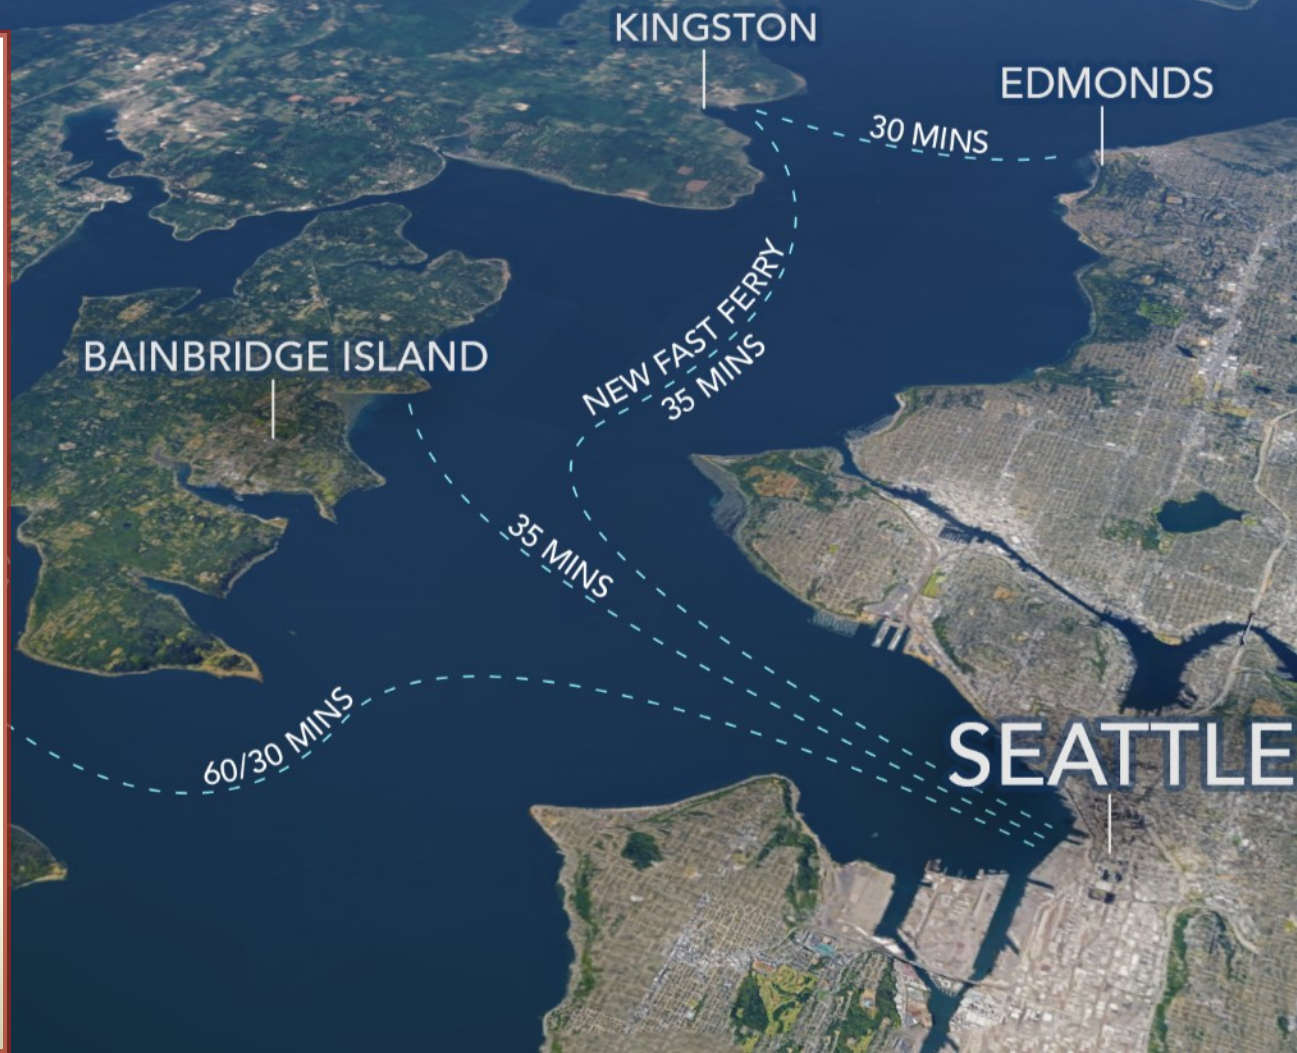 KINGSTON
EDMONDS
30 MINS
NEW FAST FERRY
35 MINS
BAINBRIDGE ISLAND
35 MINS
60/30 MINS
SEATTLE